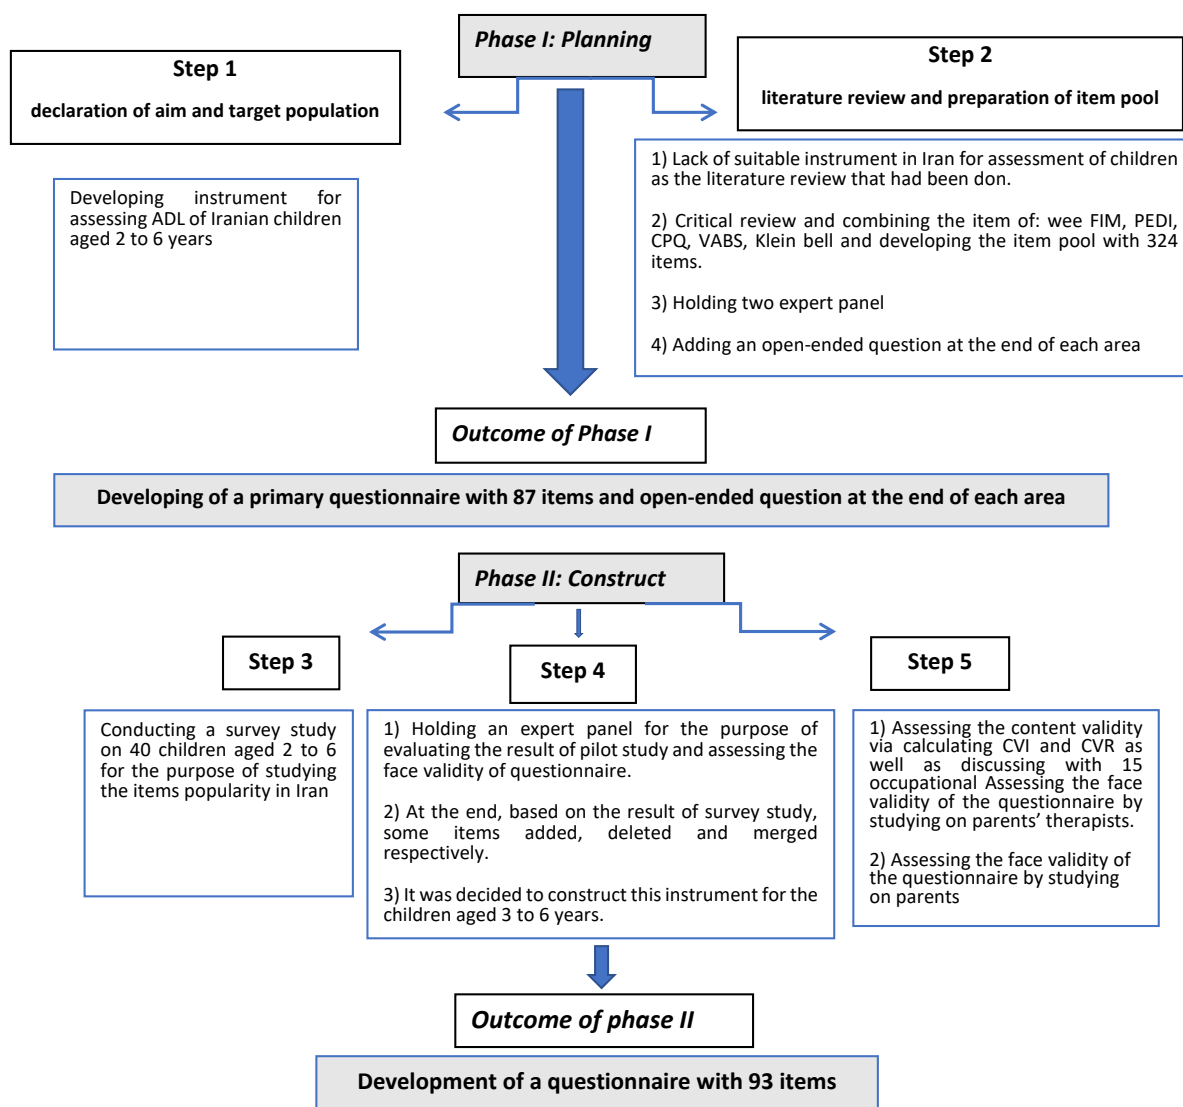 Phase I: Planning
Step 1
declaration of aim and target population
Step 2
literature review and preparation of item pool
Developing instrument for
assessing ADL of Iranian children
aged 2 to 6 years
1) Lack of suitable instrument in Iran for assessment of children
as the literature review that had been don.
2) Critical review and combining the item of: wee FIM, PEDI,
CPQ, VABS, Klein bell and developing the item pool with 324
items.
3) Holding two expert panel
4) Adding an open-ended question at the end of each area
Outcome of Phase I
Developing of a primary questionnaire with 87 items and open-ended question at the end of each area
Phase II: Construct
Step 3
Step 4
Step 5
Conducting a survey study
on 40 children aged 2 to 6
for the purpose of studying
the items popularity in Iran
1) Holding an expert panel for the purpose of
evaluating the result of pilot study and assessing the
face validity of questionnaire.
2) At the end, based on the result of survey study,
some items added, deleted and merged
respectively.
3) It was decided to construct this instrument for the
children aged 3 to 6 years.
1) Assessing the content validity
via calculating CVI and CVR as
well as discussing with 15
occupational Assessing the face
validity of the questionnaire by
studying on parents’ therapists.
2) Assessing the face validity of
the questionnaire by studying
on parents
Outcome of phase II
Development of a questionnaire with 93 items